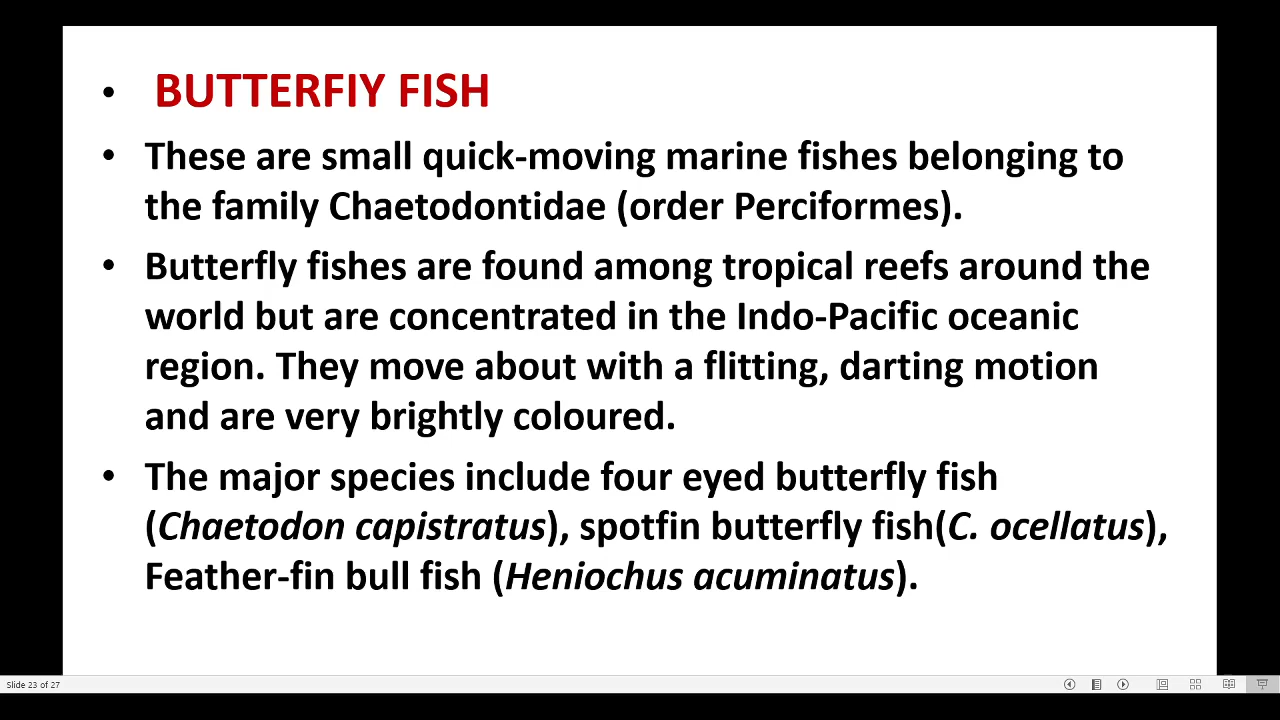 • BUTTERFIY FISH
• These are small quick-moving marine fishes belonging to
the family Chaetodontidae (order Perciformes).
• Butterfly fishes are found among tropical reefs around the
world but are concentrated in the Indo-Pacific oceanic
region. They move about with a flitting, darting motion
and are very brightly coloured.
• The major species include four eyed butterfly fish
(Chaetodon capistratus), spotfin butterfly fish(C. ocellatus),
Feather-fin bull fish (Heniochus acuminatus).
Slide 23 of 27